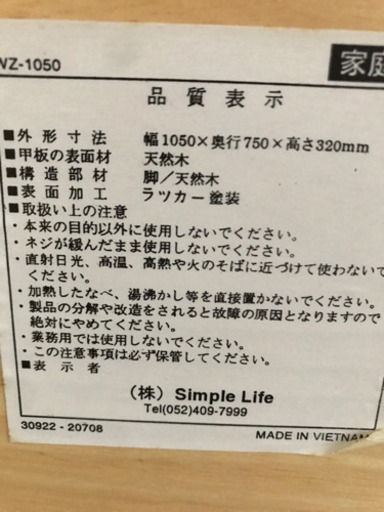 WZ-1050
家庭
品質表示
■外形寸法 幅1050×奥行750×高さ320mm
■甲板の表面材 天然木
■構造部材 脚/天然木
■表面加工 ラツカー塗装
■取扱い上の注意
・本来の目的以外に使用しないでください。
・ネジが緩んだまま使用しないでください。
・直射日光、高温、高熱や火のそばに近づけて使わないで
ください。
・加熱したなべ、湯沸かし等を直接置かないでください。
・製品の分解や改造をされると故障の原因となりますので
絶対にやめてください。
・業務用では使用しないでください。
・この注意事項は必ず保管してください。
■表示者
(株) Simple Life
Tel(052)409-7999
30922-20708
MADE IN VIETNAM